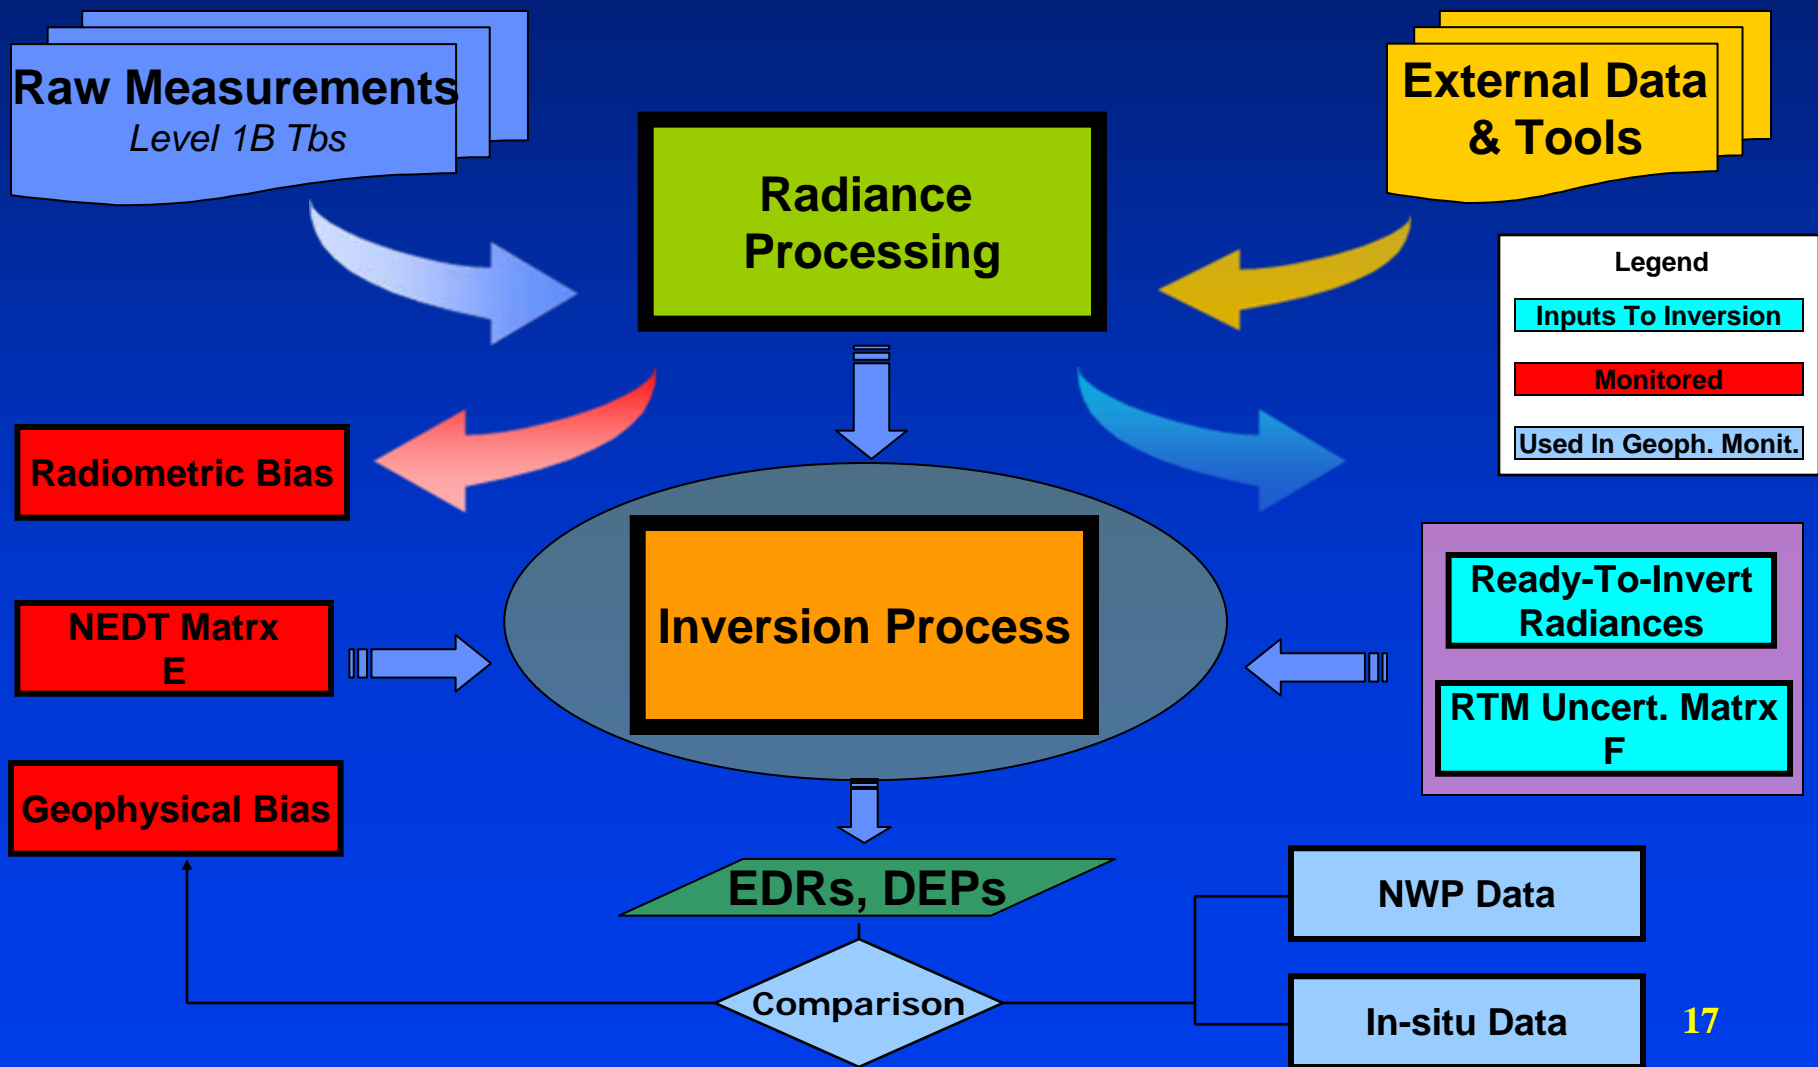 Raw Measurements
Level 1B Tbs
External Data
& Tools
Radiance
Processing
Legend
Inputs To Inversion
Monitored
Used In Geoph. Monit.
Radiometric Bias
NEDT Matrx
E
Geophysical Bias
Inversion Process
Ready-To-Invert
Radiances
RTM Uncert. Matrx
F
EDRs, DEPs
Comparison
NWP Data
In-situ Data
17